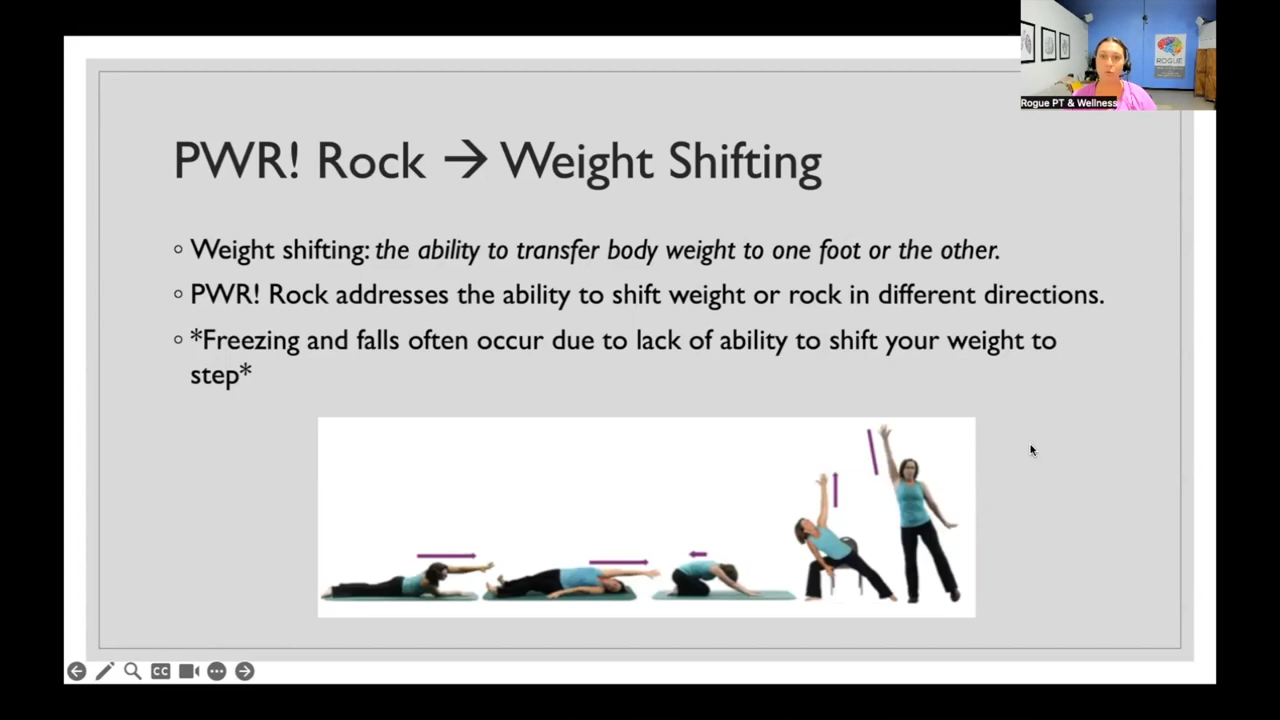 ROGUE
Rogue PT & Wellness
PWR! Rock → Weight Shifting
Weight shifting: the ability to transfer body weight to one foot or the other.
PWR! Rock addresses the ability to shift weight or rock in different directions.
*Freezing and falls often occur due to lack of ability to shift your weight to
step*
CC